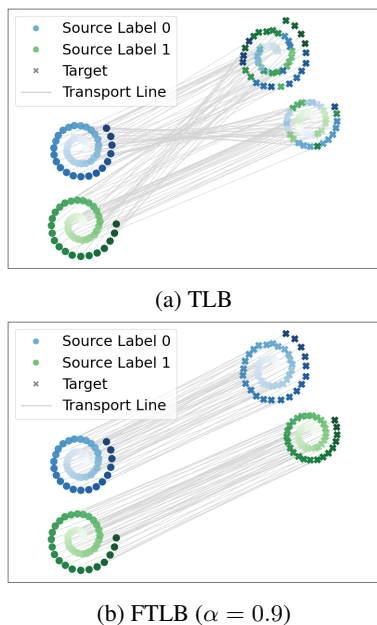 Source Label 0
Source Label 1
Target
Transport Line
(a) TLB
Source Label 0
Source Label 1
Target
Transport Line
(b) FTLB (α = 0.9)